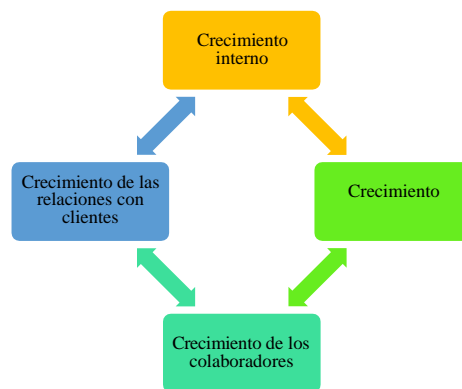 Crecimiento
interno
Crecimiento de las
relaciones con
clientes
Crecimiento
Crecimiento de los
colaboradores